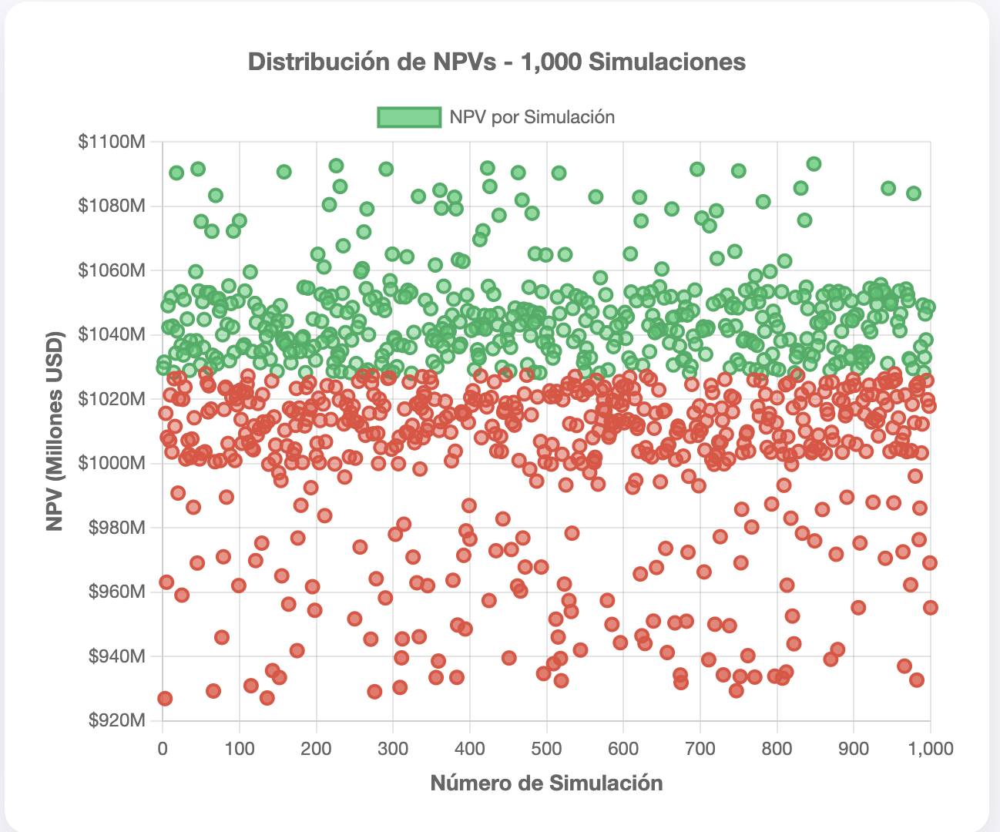 Distribución de NPVs - 1,000 Simulaciones
NPV por Simulación
$1100M
$1080M
$1060M
$1040M
$1020M
$1000M
$980M
$960M
$940M
$920M
NPV (Millones USD)
0 100 200 300 400 500 600 700 800 900 1,000
Número de Simulación